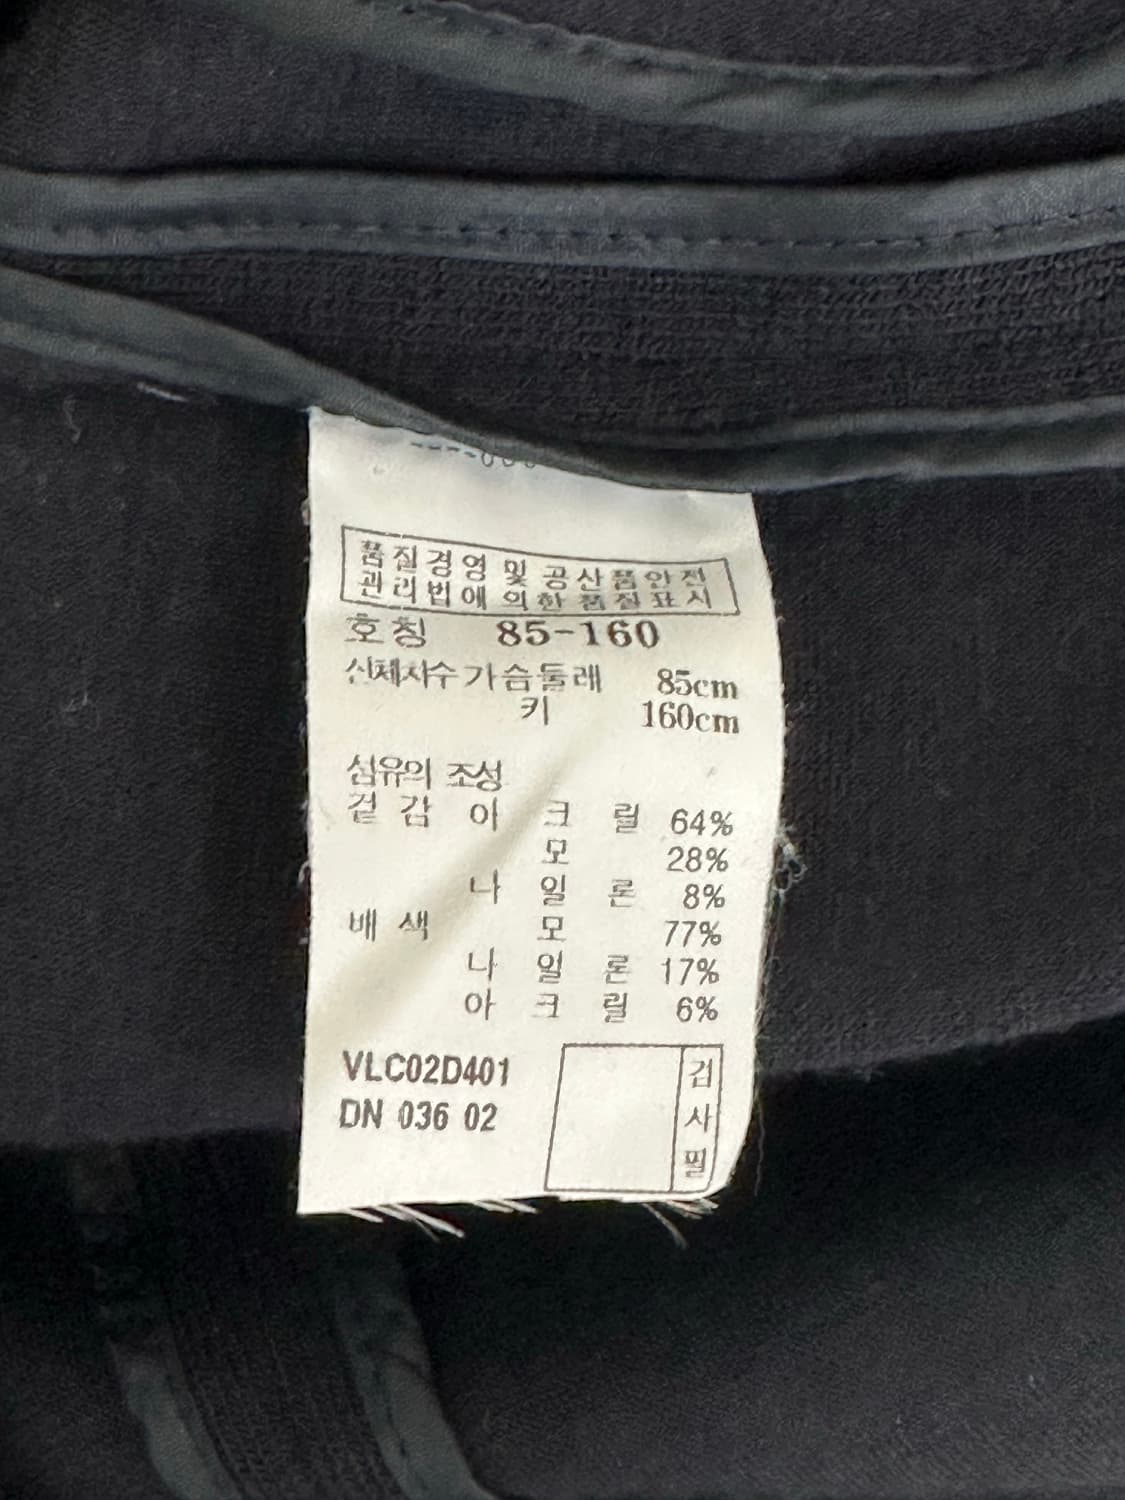 품질경영 및 공산품안전
관리법에 의한 품질표시
호칭 85-160
신체치수 가슴둘레 85cm
키 160cm
섬유의 조성
겉감 아크릴 64%
모 28%
나일론 8%
배색 모 77%
나일론 17%
아크릴 6%
VLC02D401
DN 036 02
검사필